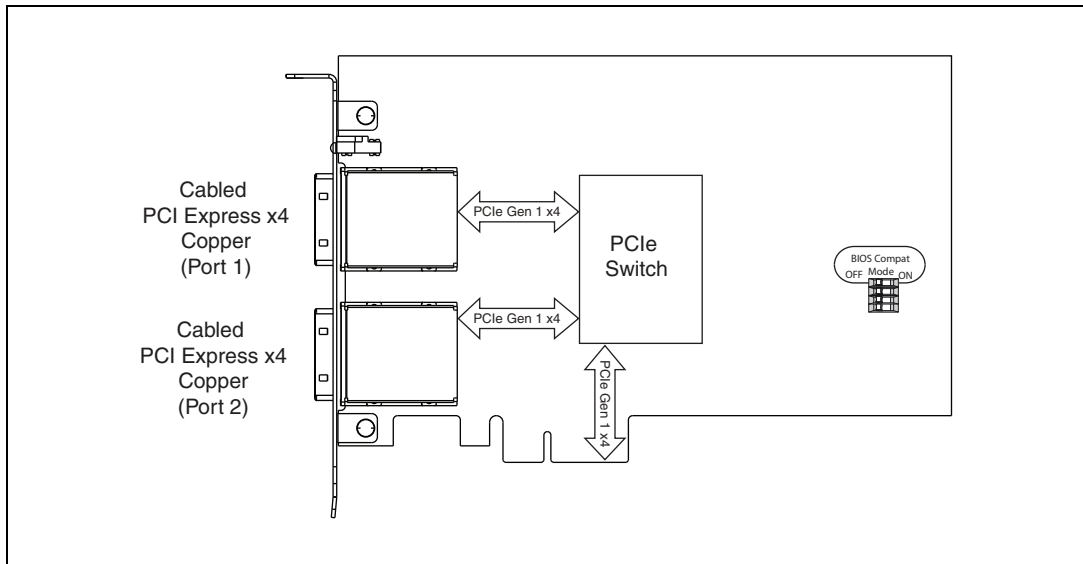 Cabled
PCI Express x4
Copper
(Port 1)
PCIe Gen 1 x4
PCIe
Switch
BIOS Compat
OFF Mode ON
Cabled
PCI Express x4
Copper
(Port 2)
PCIe Gen 1 x4
PCIe Gen 1 x4